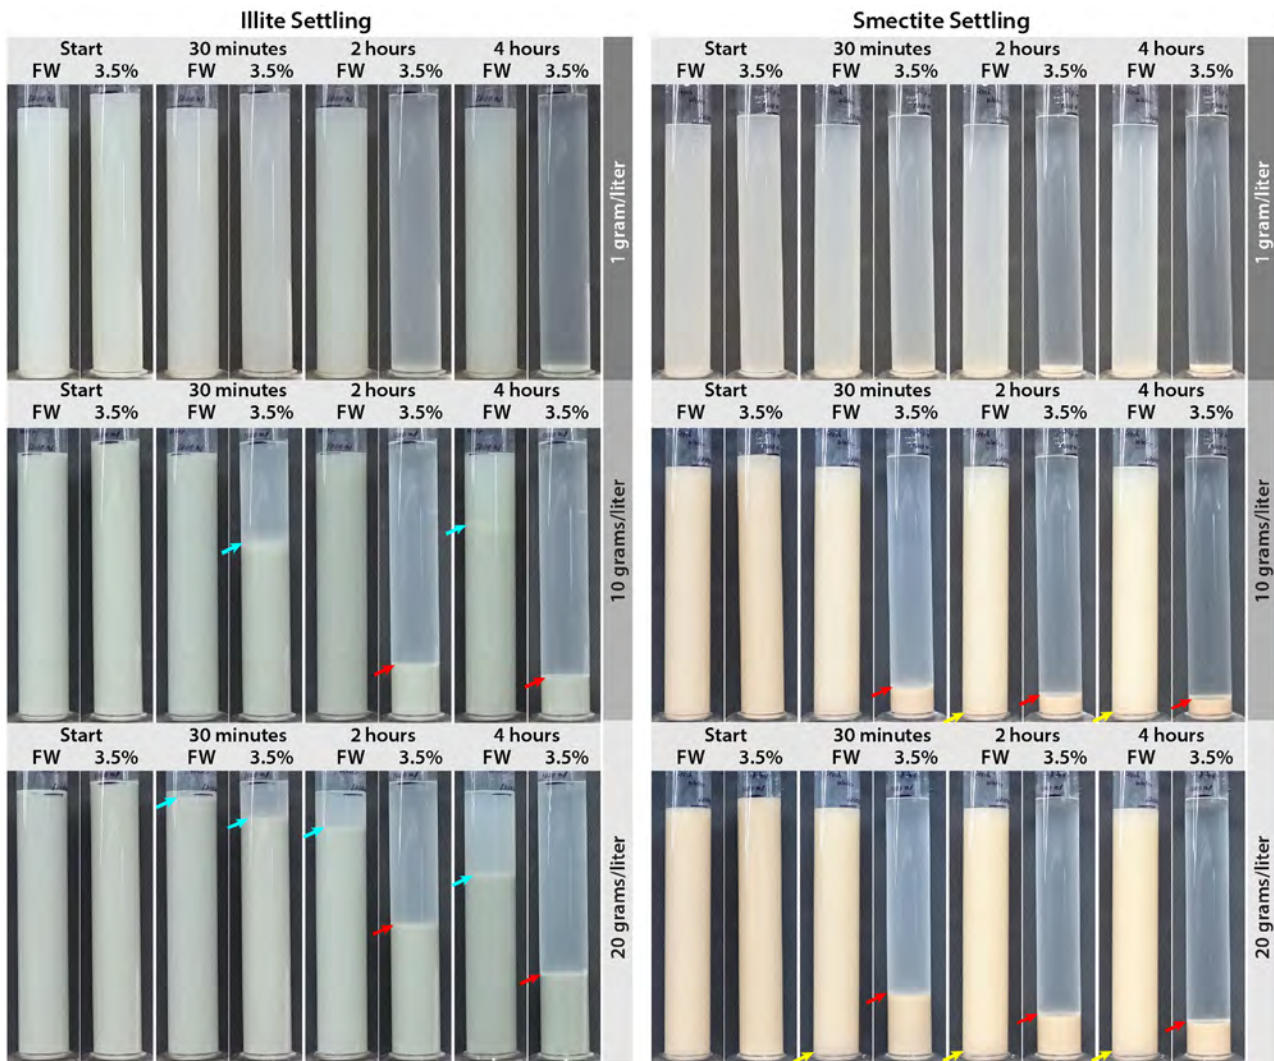 Illite Settling
Start 30 minutes 2 hours 4 hours
FW 3.5% FW 3.5% FW 3.5% FW 3.5%
1 gram/liter
Start 30 minutes 2 hours 4 hours
FW 3.5% FW 3.5% FW 3.5% FW 3.5%
10 grams/liter
Start 30 minutes 2 hours 4 hours
FW 3.5% FW 3.5% FW 3.5% FW 3.5%
20 grams/liter
Smectite Settling
Start 30 minutes 2 hours 4 hours
FW 3.5% FW 3.5% FW 3.5% FW 3.5%
1 gram/liter
Start 30 minutes 2 hours 4 hours
FW 3.5% FW 3.5% FW 3.5% FW 3.5%
10 grams/liter
Start 30 minutes 2 hours 4 hours
FW 3.5% FW 3.5% FW 3.5% FW 3.5%
20 grams/liter